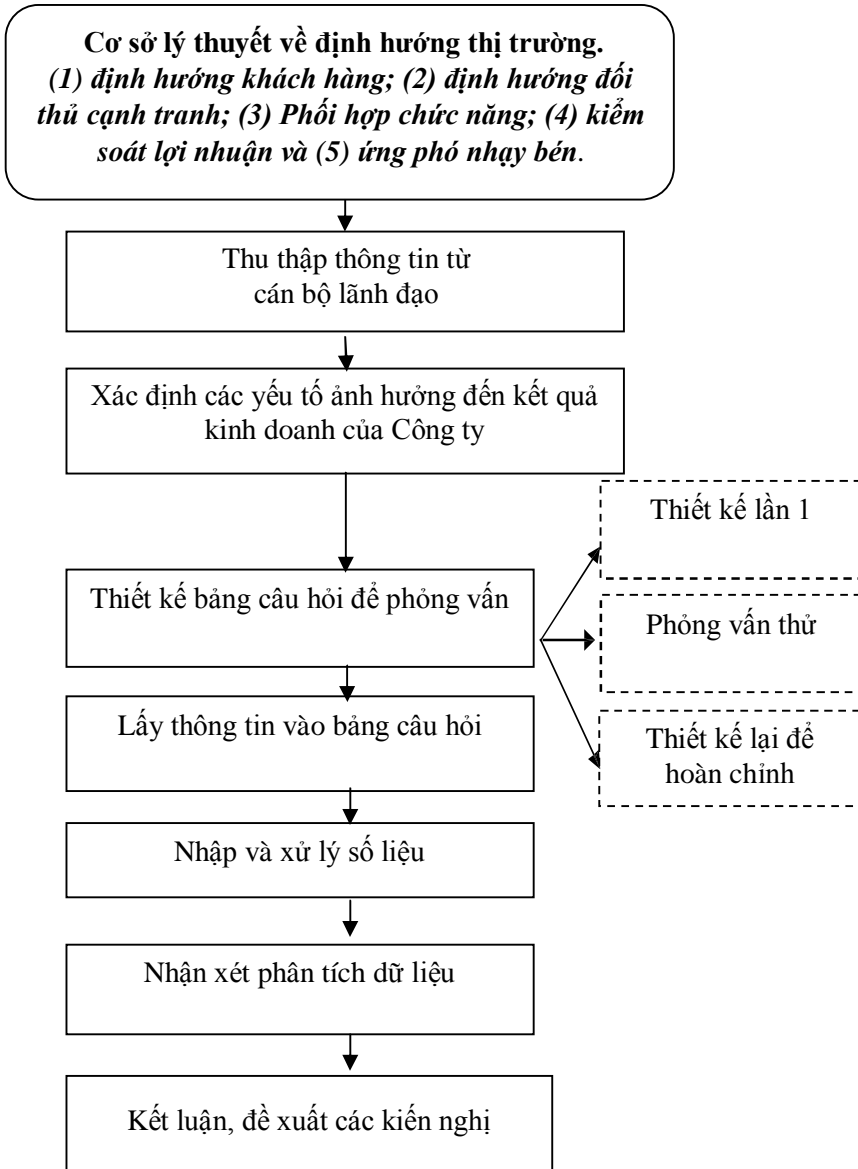 Cơ sở lý thuyết về định hướng thị trường.
(1) định hướng khách hàng; (2) định hướng đối
thủ cạnh tranh; (3) Phối hợp chức năng; (4) kiểm
soát lợi nhuận và (5) ứng phó nhạy bén.
Thu thập thông tin từ
cán bộ lãnh đạo
Xác định các yếu tố ảnh hưởng đến kết quả
kinh doanh của Công ty
Thiết kế bảng câu hỏi để phỏng vấn
Thiết kế lần 1
Phỏng vấn thử
Thiết kế lại để
hoàn chỉnh
Lấy thông tin vào bảng câu hỏi
Nhập và xử lý số liệu
Nhận xét phân tích dữ liệu
Kết luận, đề xuất các kiến nghị